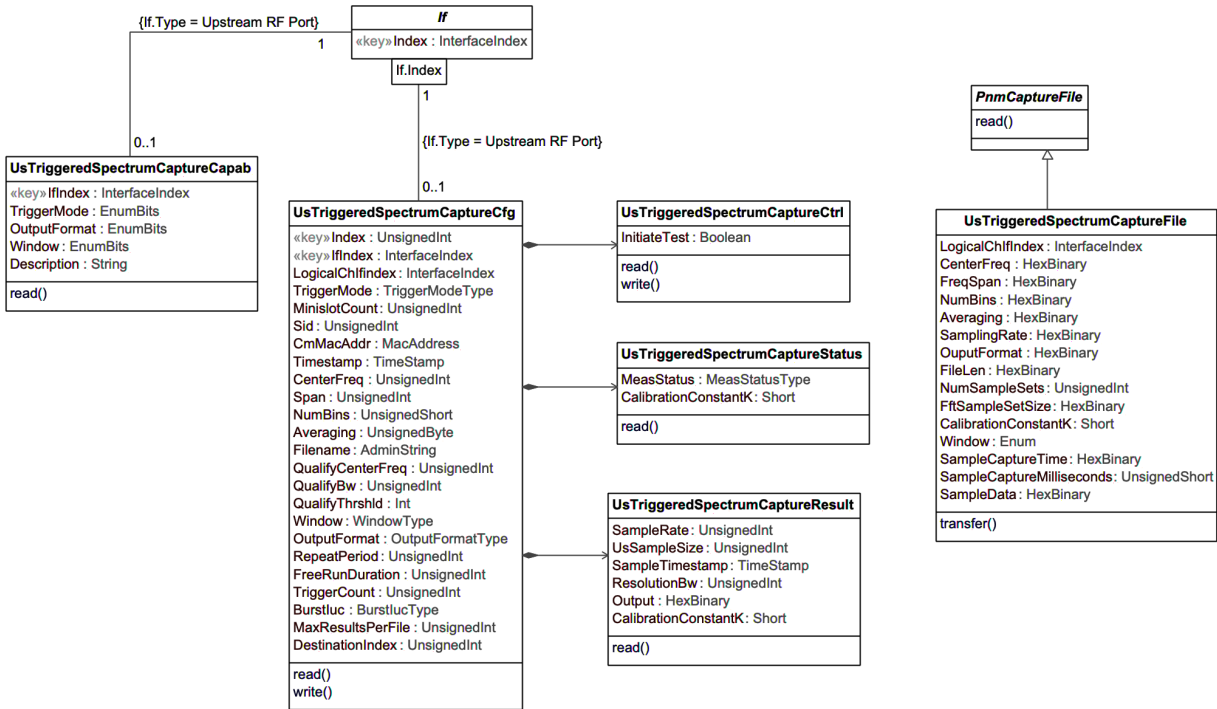 {If.Type = Upstream RF Port}
1
If
«key»Index : InterfaceIndex
If.Index
1
{If.Type = Upstream RF Port}
0..1
0..1
UsTriggeredSpectrumCaptureCapab
«key»IfIndex : InterfaceIndex
TriggerMode : EnumBits
OutputFormat : EnumBits
Window : EnumBits
Description : String
read()
UsTriggeredSpectrumCaptureCfg
«key»Index : UnsignedInt
«key»IfIndex : InterfaceIndex
LogicalChIfindex : InterfaceIndex
TriggerMode : TriggerModeType
MinislotCount : UnsignedInt
Sid : UnsignedInt
CmMacAddr : MacAddress
Timestamp : TimeStamp
CenterFreq : UnsignedInt
Span : UnsignedInt
NumBins : UnsignedShort
Averaging : UnsignedByte
Filename : AdminString
QualifyCenterFreq : UnsignedInt
QualifyBw : UnsignedInt
QualifyThrshld : Int
Window : WindowType
OutputFormat : OutputFormatType
RepeatPeriod : UnsignedInt
FreeRunDuration : UnsignedInt
TriggerCount : UnsignedInt
BurstIuc : BurstIucType
MaxResultsPerFile : UnsignedInt
DestinationIndex : UnsignedInt
read()
write()
UsTriggeredSpectrumCaptureCtrl
InitiateTest : Boolean
read()
write()
UsTriggeredSpectrumCaptureStatus
MeasStatus : MeasStatusType
CalibrationConstantK : Short
read()
UsTriggeredSpectrumCaptureResult
SampleRate : UnsignedInt
UsSampleSize : UnsignedInt
SampleTimestamp : TimeStamp
ResolutionBw : UnsignedInt
Output : HexBinary
CalibrationConstantK : Short
read()
PnmCaptureFile
read()
UsTriggeredSpectrumCaptureFile
LogicalChIfIndex : InterfaceIndex
CenterFreq : HexBinary
FreqSpan : HexBinary
NumBins : HexBinary
Averaging : HexBinary
SamplingRate : HexBinary
OuputFormat : HexBinary
FileLen : HexBinary
NumSampleSets : UnsignedInt
FftSampleSetSize : HexBinary
CalibrationConstantK : Short
Window : Enum
SampleCaptureTime : HexBinary
SampleCaptureMilliseconds : UnsignedShort
SampleData : HexBinary
transfer()